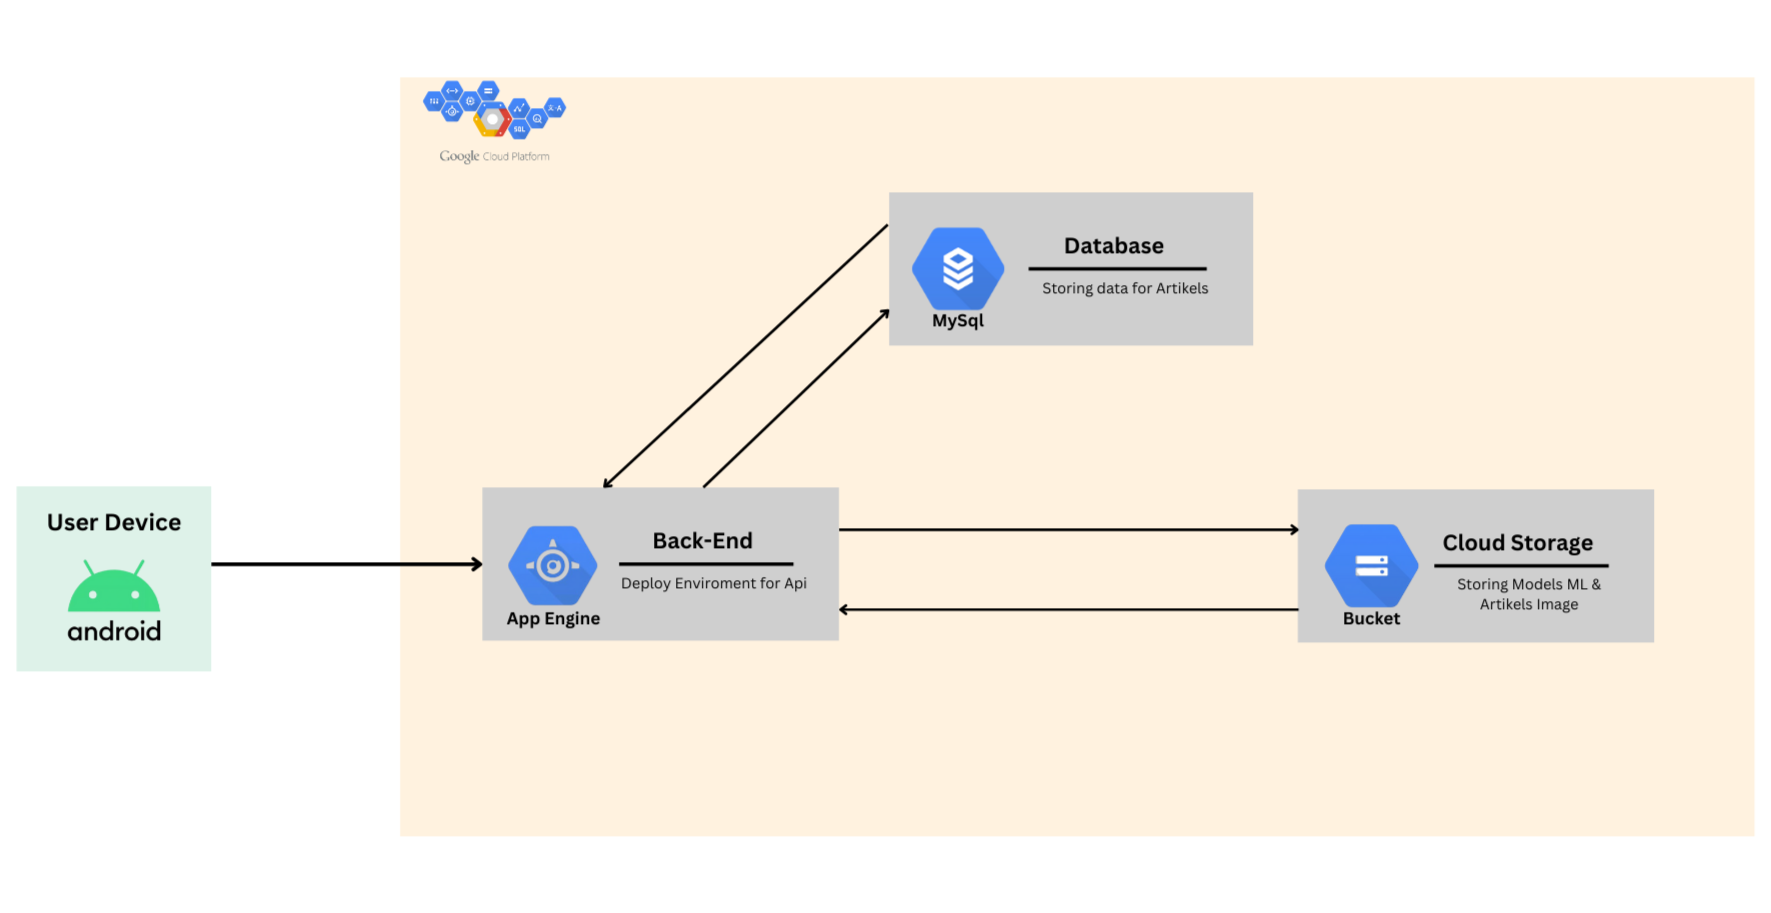 Google Cloud Platform
SQL
Database
Storing data for Artikels
MySql
User Device
android
Back-End
Deploy Enviroment for Api
App Engine
Cloud Storage
Storing Models ML &
Artikels Image
Bucket